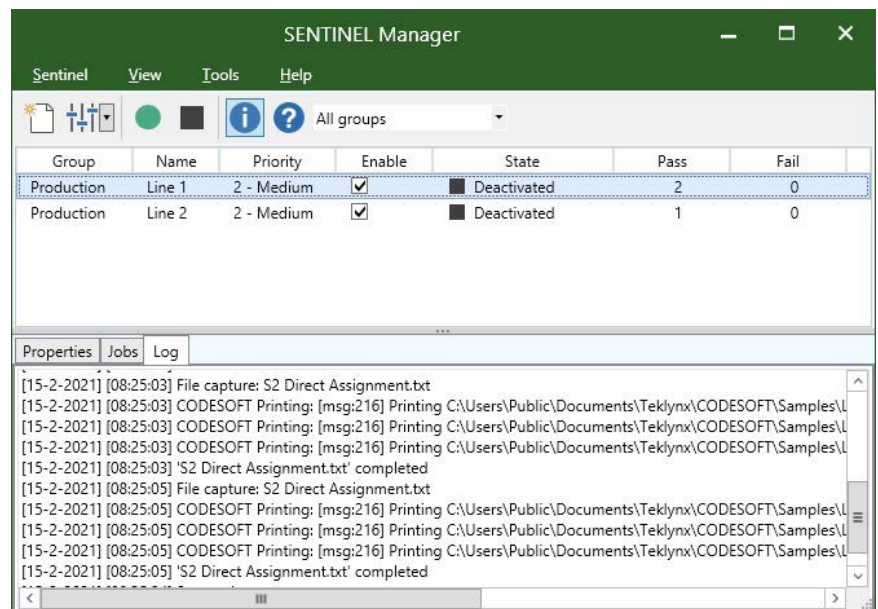 SENTINEL Manager
Sentinel View Tools Help
All groups
Group Name Priority Enable State Pass Fail
Production Line 1 2 - Medium Deactivated 2 0
Production Line 2 2 - Medium Deactivated 1 0
Properties Jobs Log
[15-2-2021] [08:25:03] File capture: S2 Direct Assignment.txt
[15-2-2021] [08:25:03] CODESOFT Printing: [msg:216] Printing C:\Users\Public\Documents\Teklynx\CODESOFT\Samples\L
[15-2-2021] [08:25:03] CODESOFT Printing: [msg:216] Printing C:\Users\Public\Documents\Teklynx\CODESOFT\Samples\L
[15-2-2021] [08:25:03] CODESOFT Printing: [msg:216] Printing C:\Users\Public\Documents\Teklynx\CODESOFT\Samples\L
[15-2-2021] [08:25:03] 'S2 Direct Assignment.txt' completed
[15-2-2021] [08:25:05] File capture: S2 Direct Assignment.txt
[15-2-2021] [08:25:05] CODESOFT Printing: [msg:216] Printing C:\Users\Public\Documents\Teklynx\CODESOFT\Samples\L
[15-2-2021] [08:25:05] CODESOFT Printing: [msg:216] Printing C:\Users\Public\Documents\Teklynx\CODESOFT\Samples\L
[15-2-2021] [08:25:05] CODESOFT Printing: [msg:216] Printing C:\Users\Public\Documents\Teklynx\CODESOFT\Samples\L
[15-2-2021] [08:25:05] 'S2 Direct Assignment.txt' completed